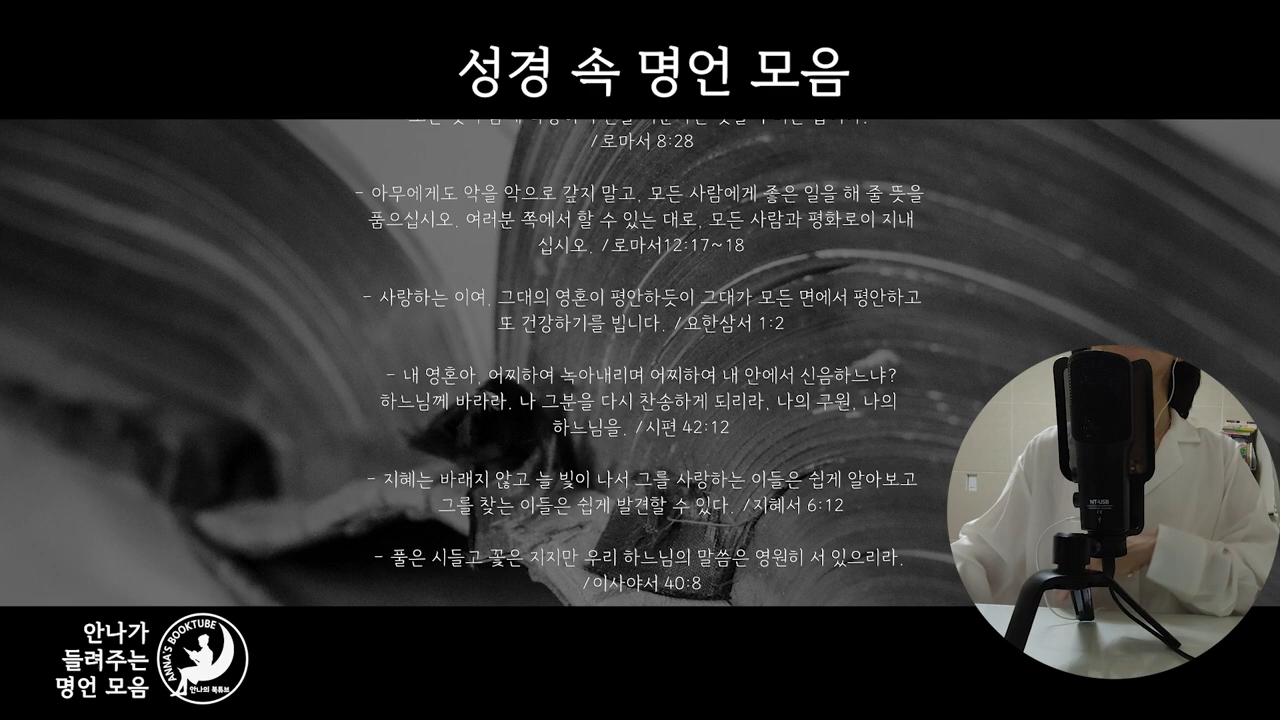 성경 속 명언 모음
/로마서 8:28
- 아무에게도 악을 악으로 갚지 말고, 모든 사람에게 좋은 일을 해 줄 뜻을
품으십시오. 여러분 쪽에서 할 수 있는 대로, 모든 사람과 평화로이 지내
십시오. /로마서12:17~18
- 사랑하는 이여, 그대의 영혼이 평안하듯이 그대가 모든 면에서 평안하고
또 건강하기를 빕니다. /요한삼서 1:2
- 내 영혼아, 어찌하여 녹아내리며 어찌하여 내 안에서 신음하느냐?
하느님께 바라라. 나 그분을 다시 찬송하게 되리라, 나의 구원, 나의
하느님을. /시편 42:12
- 지혜는 바래지 않고 늘 빛이 나서 그를 사랑하는 이들은 쉽게 알아보고
그를 찾는 이들은 쉽게 발견할 수 있다. /지혜서 6:12
- 풀은 시들고 꽃은 지지만 우리 하느님의 말씀은 영원히 서 있으리라.
/이사야서 40:8
NT-USB
안나가
들려주는
명언 모음
ANNA'S BOOKTUBE
안나의 북튜브